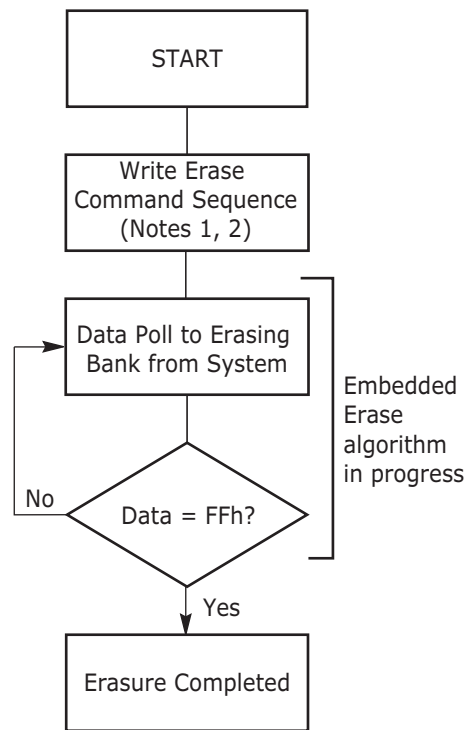 START
Write Erase
Command Sequence
(Notes 1, 2)
Data Poll to Erasing
Bank from System
Embedded
Erase
algorithm
in progress
No
Data = FFh?
Yes
Erasure Completed